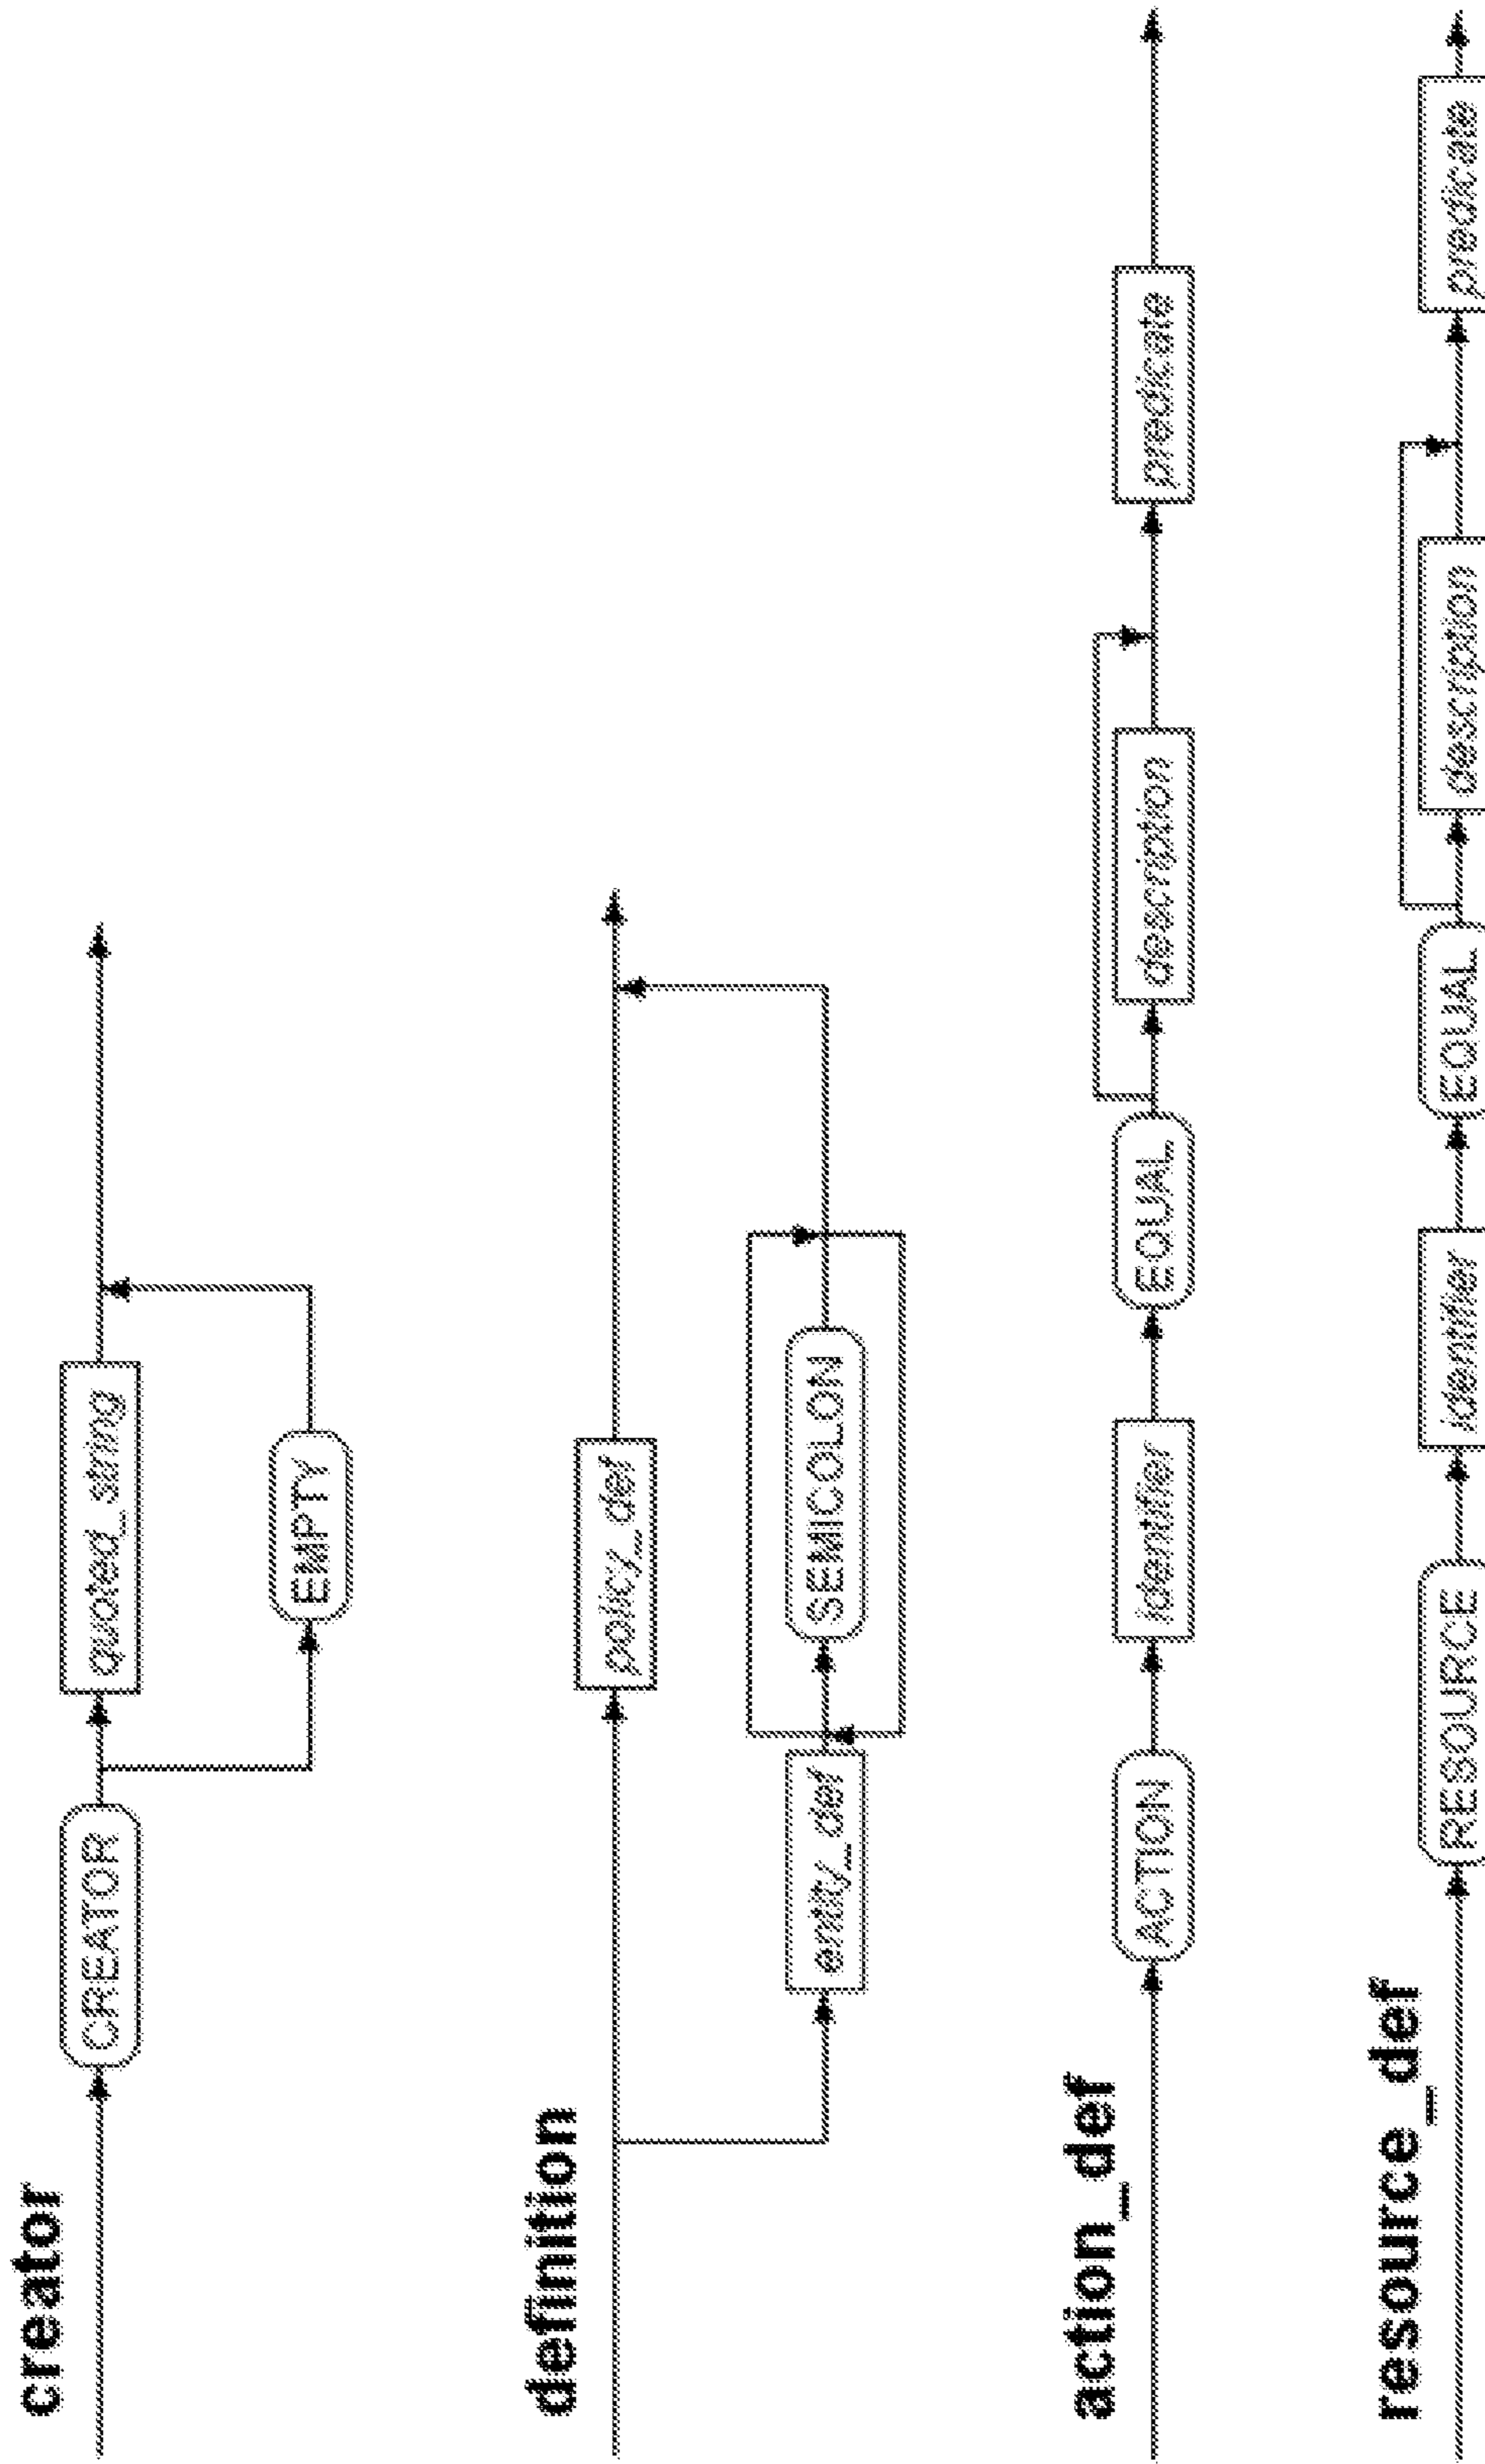 creator
CREATOR quoted_string
EMPTY
definition
policy_def
entity_def SEMICOLON
action_def
ACTION identifier EQUAL description predicate
resource_def
RESOURCE identifier EQUAL description predicate